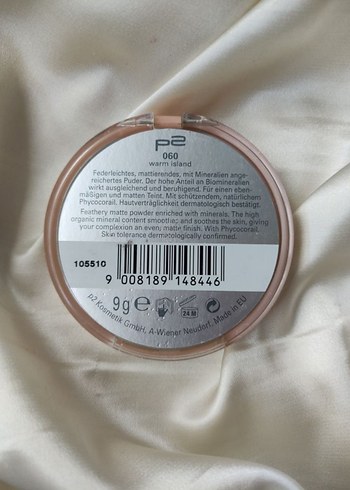 p2
060
warm island
Federleichtes, mattierendes, mit Mineralien ange-
reichertes Puder. Der hohe Anteil an Biomineralien
wirkt ausgleichend und beruhigend. Für einen eben-
mäßigen und matten Teint. Mit schützendem, natürlichem
Phycocorail. Hautverträglichkeit dermatologisch bestätigt.
Feathery matte powder enriched with minerals. The high
organic mineral content smoothes and soothes the skin, giving
your complexion an even, matte finish. With Phycocorail.
Skin tolerance dermatologically confirmed.
105510
9 008189 148446
9g e 24 M
p2 Kosmetik GmbH, A-Wiener Neudorf, Made in EU